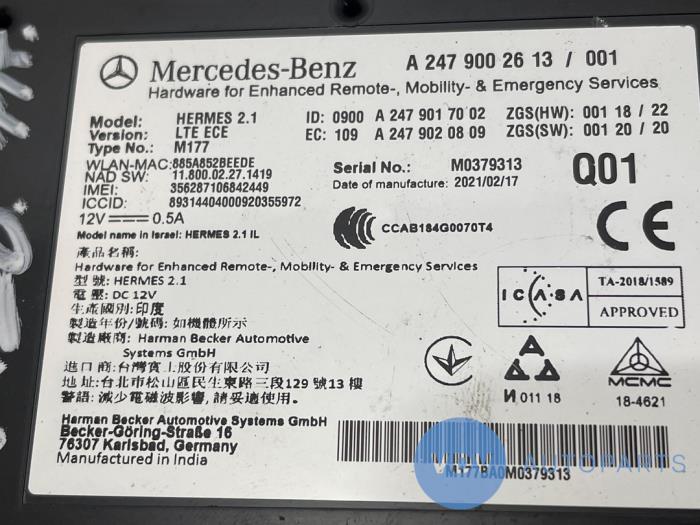 Mercedes-Benz A 247 900 26 13 / 001
Hardware for Enhanced Remote-, Mobility- & Emergency Services
Model: HERMES 2.1 ID: 0900 A 247 901 70 02 ZGS(HW): 001 18 / 22
Version: LTE ECE EC: 109 A 247 902 08 09 ZGS(SW): 001 20 / 20
Type No.: M177
WLAN-MAC: 885A852BEEDE Serial No.: M0379313 Q01
NAD SW: 11.800.02.27.1419 Date of manufacture: 2021/02/17
IMEI: 356287106842449
ICCID: 89314404000920355972
12V 0.5A CCAB184G0070T4 CE
Model name in Israel: HERMES 2.1 IL
產品名稱:
Hardware for Enhanced Remote-, Mobility- & Emergency Services
型 號: HERMES 2.1 ICASA TA-2018/1589
電 壓: DC 12V APPROVED
生產國別: 印度
製造年份/號碼: 如機體所示
製造廠商: Harman Becker Automotive
Systems GmbH
進 口 商: 台灣賓士股份有限公司
地 址: 台北市松山區民生東路三段129 號13 樓 MCMC
警語: 減少電磁波影響, 請妥適使用。 И 011 18 18-4621
Harman Becker Automotive Systems GmbH
Becker-Göring-Straße 16
76307 Karlsbad, Germany
Manufactured in India
AUTOPARTS
M177BA0M0379313